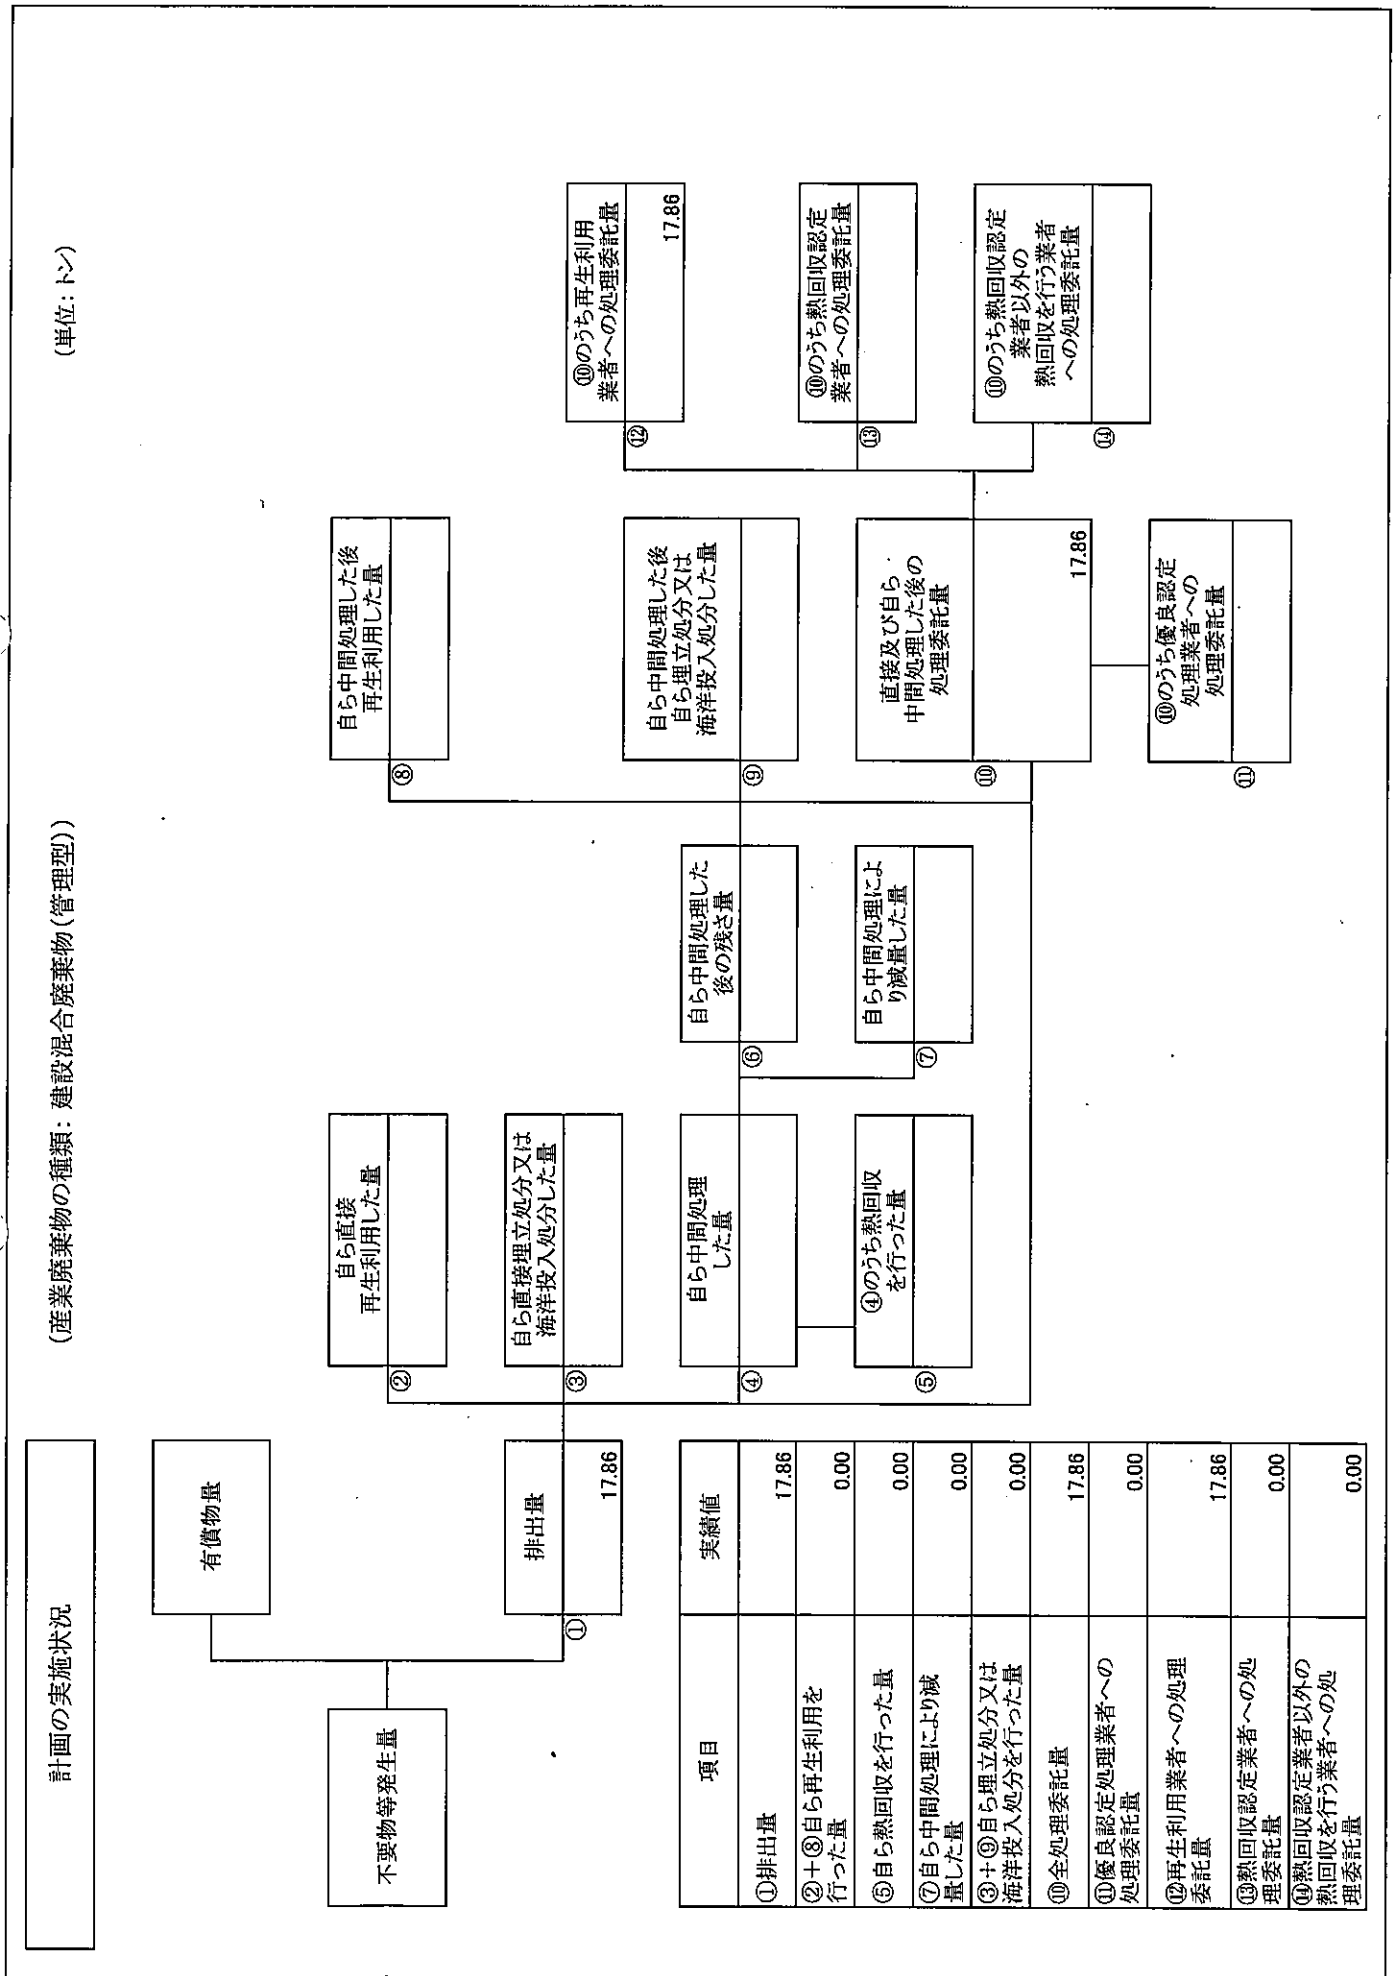 計画の実施状況
(産業廃棄物の種類: 建設混合廃棄物(管理型))
(単位: トン)
不要物等発生量
有償物量
①
排出量
17.86
②
自ら直接
再生利用した量
③
自ら直接埋立処分又は
海洋投入処分した量
④
自ら中間処理
した量
⑤
④のうち熱回収
を行った量
⑥
自ら中間処理した
後の残さ量
⑦
自ら中間処理によ
り減量した量
⑧
自ら中間処理した後
再生利用した量
⑨
自ら中間処理した後
自ら埋立処分又は
海洋投入処分した量
⑩
直接及び自ら
中間処理した後の
処理委託量
17.86
⑪
⑩のうち優良認定
処理業者への
処理委託量
⑫
⑩のうち再生利用
業者への処理委託量
17.86
⑬
⑩のうち熱回収認定
業者への処理委託量
⑭
⑩のうち熱回収認定
業者以外の
熱回収を行う業者
への処理委託量
項目 実績値
①排出量 17.86
②+⑧自ら再生利用を
行った量 0.00
⑤自ら熱回収を行った量 0.00
⑦自ら中間処理により減
量した量 0.00
③+⑨自ら埋立処分又は
海洋投入処分を行った量 0.00
⑩全処理委託量 17.86
⑪優良認定処理業者への
処理委託量 0.00
⑫再生利用業者への処理
委託量 17.86
⑬熱回収認定業者への処
理委託量 0.00
⑭熱回収認定業者以外の
熱回収を行う業者への処
理委託量 0.00